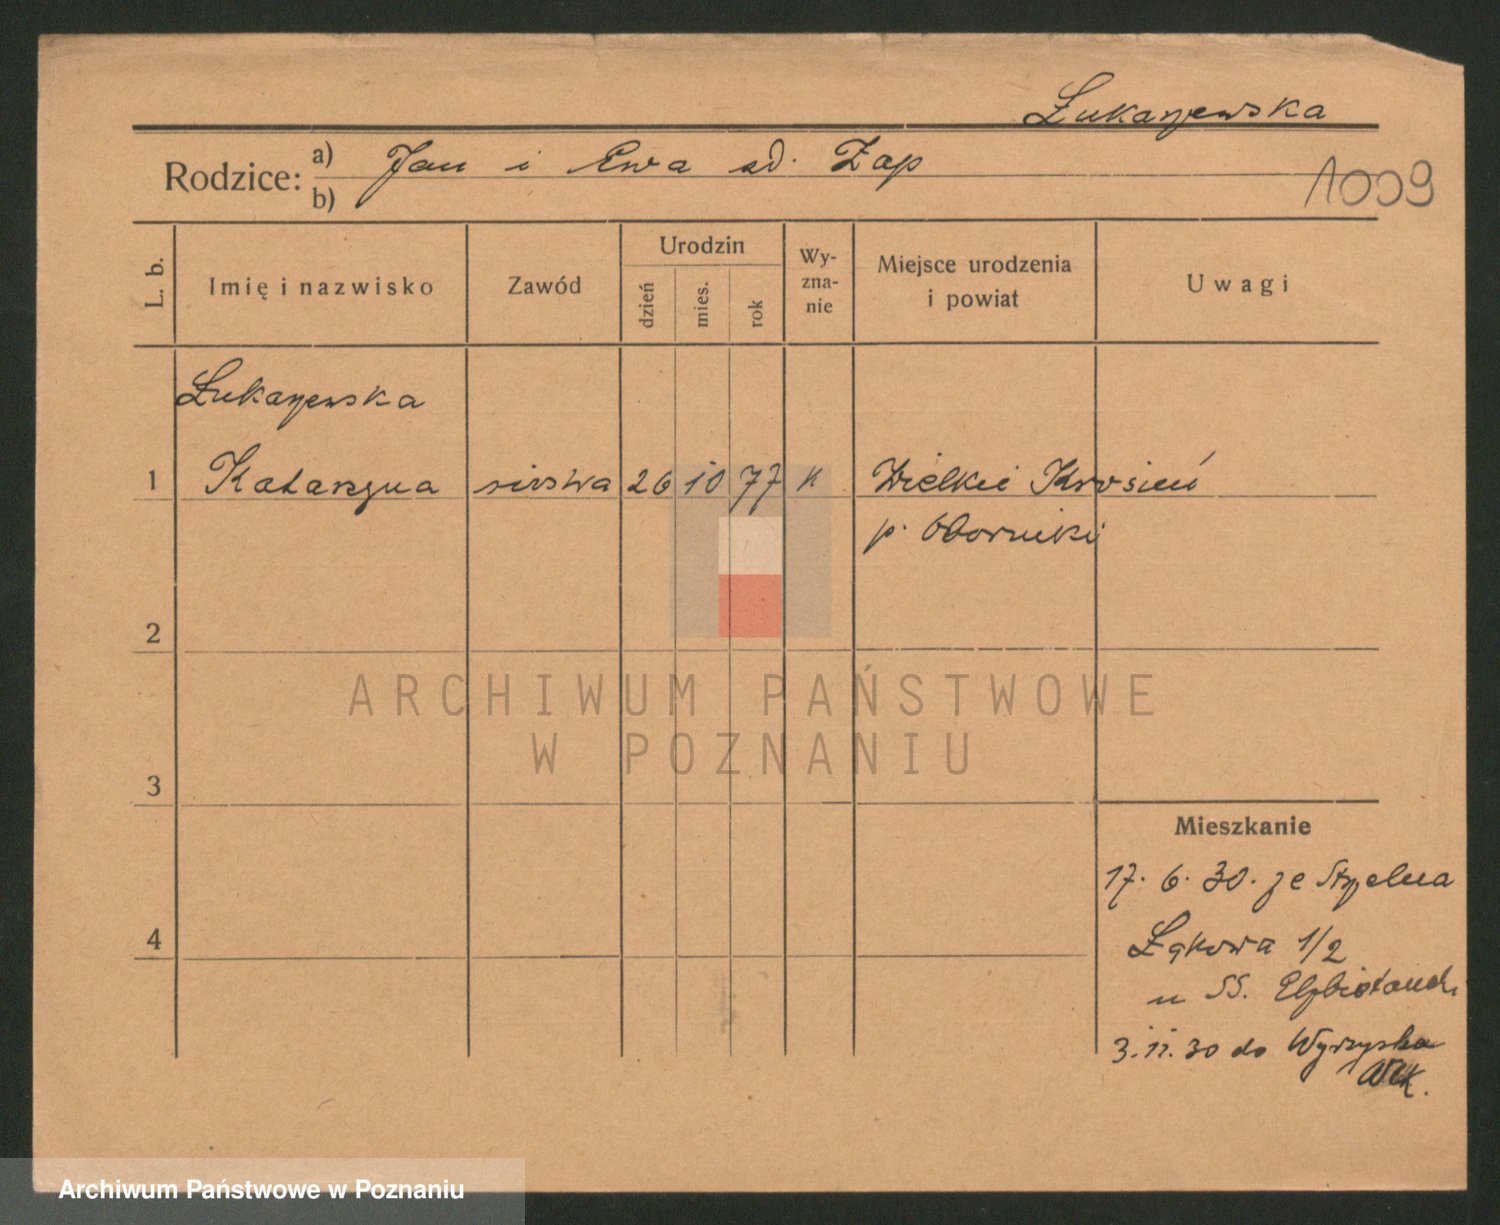 Łukaszewska
Rodzice: a) Jan i Ewa zd. Zap
b)
1009
L. b.
Imię i nazwisko
Zawód
Urodzin
dzień
mies.
rok
Wy-
zna-
nie
Miejsce urodzenia
i powiat
Uwagi
Łukaszewska
1 Katarzyna siostra 26 10 77 k Wielkie Krosień
p. Oborniki
2
3
4
Mieszkanie
17. 6. 30. ze Strzelna
Łąkowa 1/2
u SS. Elżbietanek
3. 11. 30 do Wyrzyska
ARCHIWUM PAŃSTWOWE
W POZNANIU
Archiwum Państwowe w Poznaniu